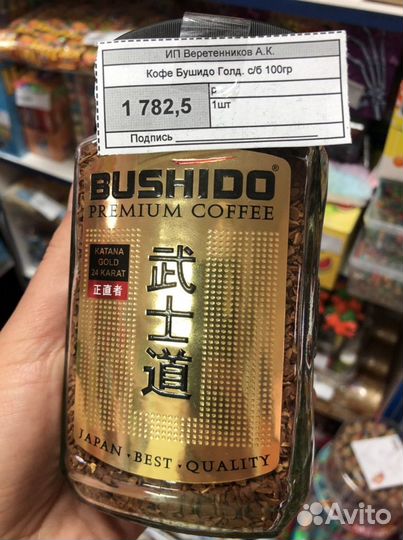 ИП Веретенников А.К.
Кофе Бушидо Голд. с/б 100гр
1 782,5
р
1шт
Подпись
BUSHIDO®
PREMIUM COFFEE
KATANA
GOLD
24 KARAT
正直者
武士道
JAPAN · BEST · QUALITY
Avito